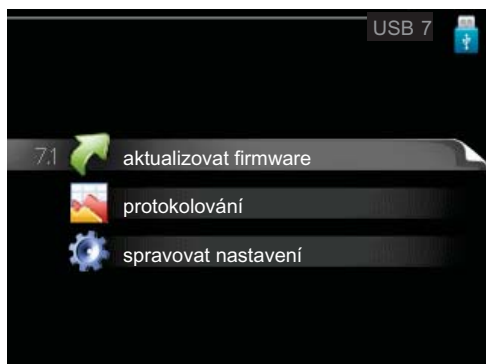 USB 7
7.1 aktualizovat firmware
protokolování
spravovat nastavení